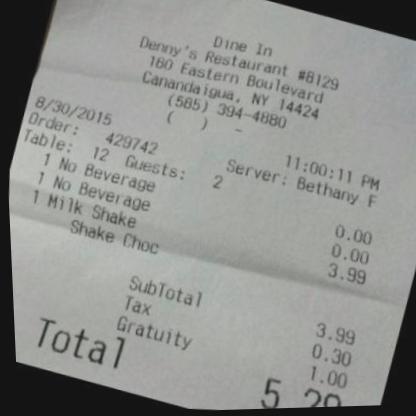 Dine In
Denny's Restaurant #8129
160 Eastern Boulevard
Canandaigua, NY 14424
(585) 394-4880
( ) -
8/30/2015 11:00:11 PM
Order: 429742 Server: Bethany F
Table: 12 Guests: 2
1 No Beverage 0.00
1 No Beverage 0.00
1 Milk Shake 3.99
Shake Choc
SubTotal 3.99
Tax 0.30
Gratuity 1.00
Total 5.29